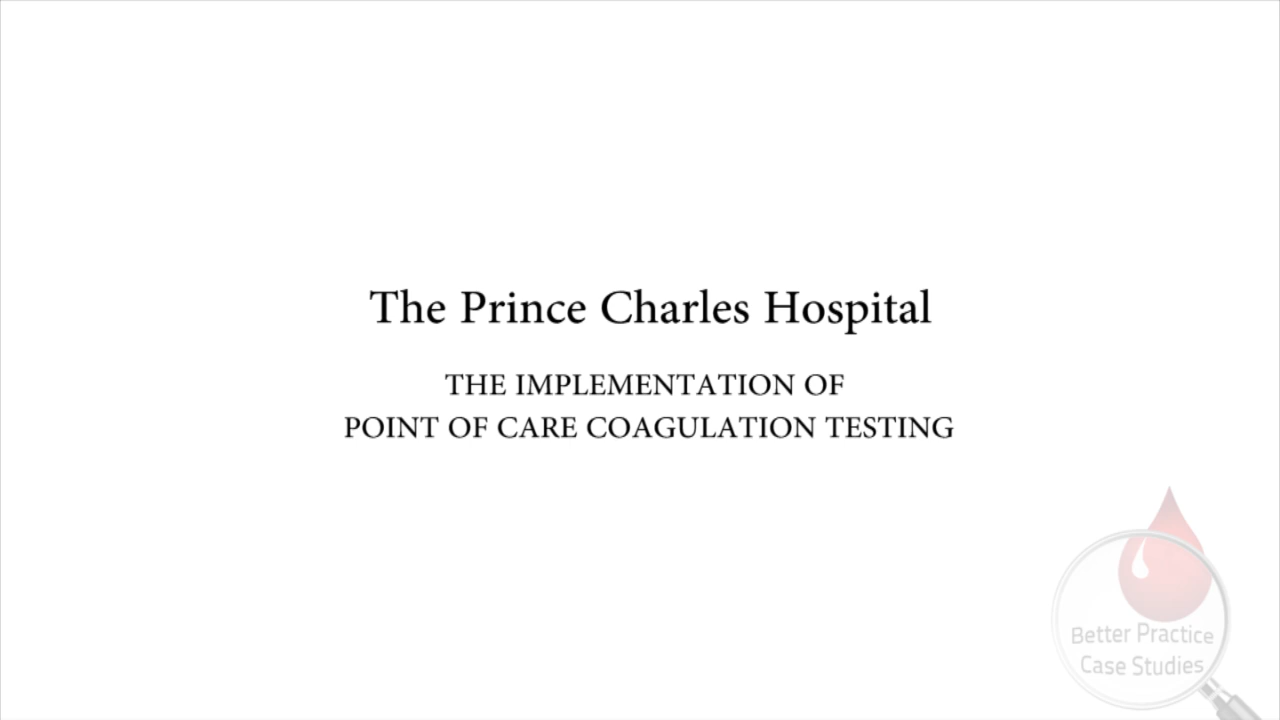 The Prince Charles Hospital
THE IMPLEMENTATION OF
POINT OF CARE COAGULATION TESTING
Better Practice
Case Studies